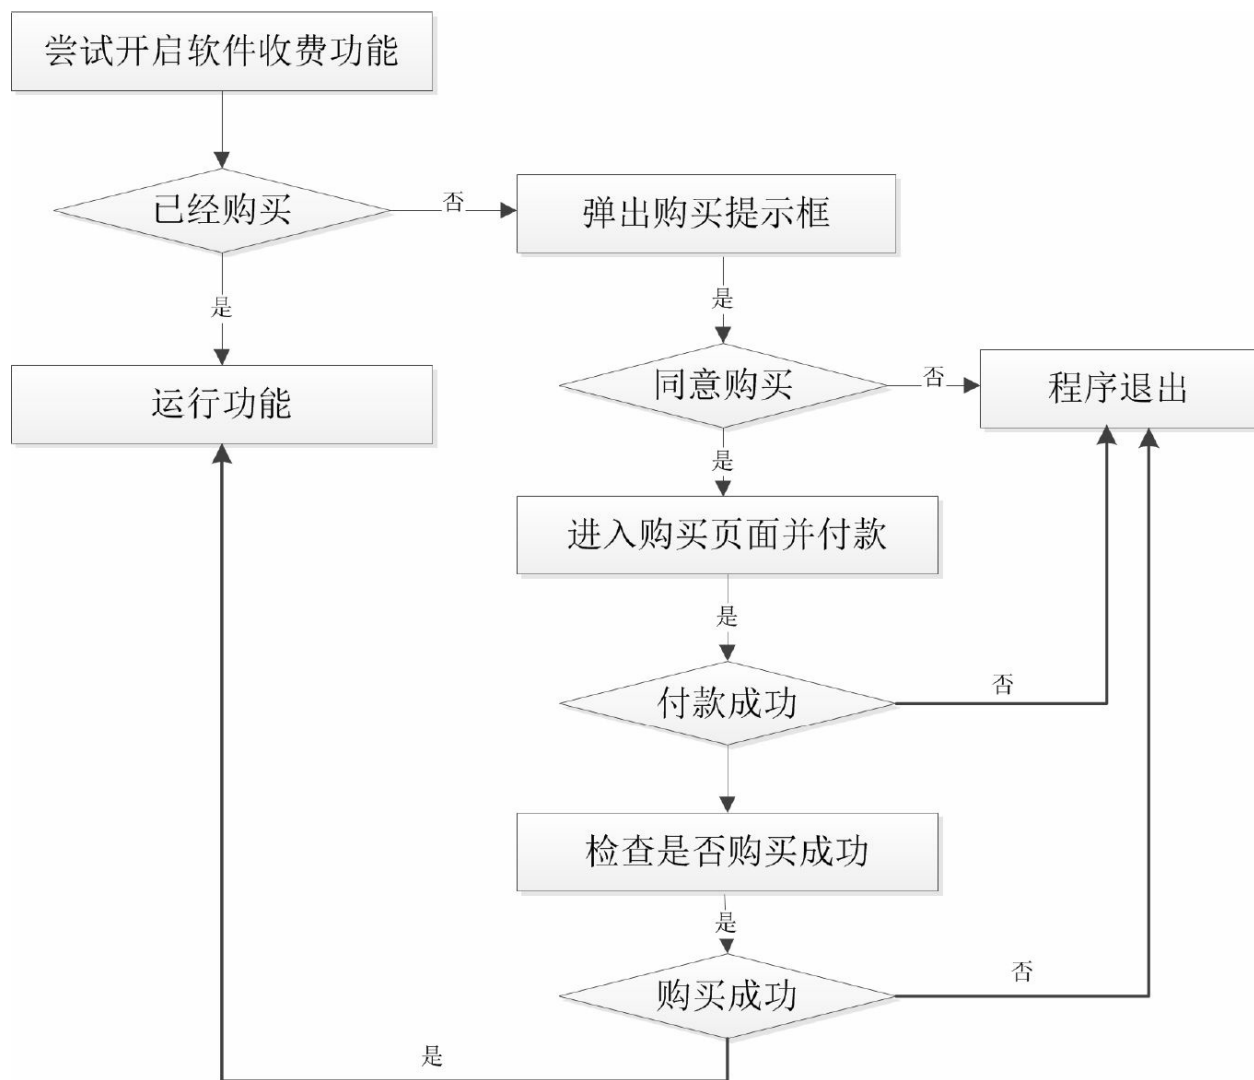 尝试开启软件收费功能
已经购买
否
弹出购买提示框
是
是
同意购买
否
程序退出
运行功能
是
进入购买页面并付款
是
付款成功
否
检查是否购买成功
是
购买成功
否
是